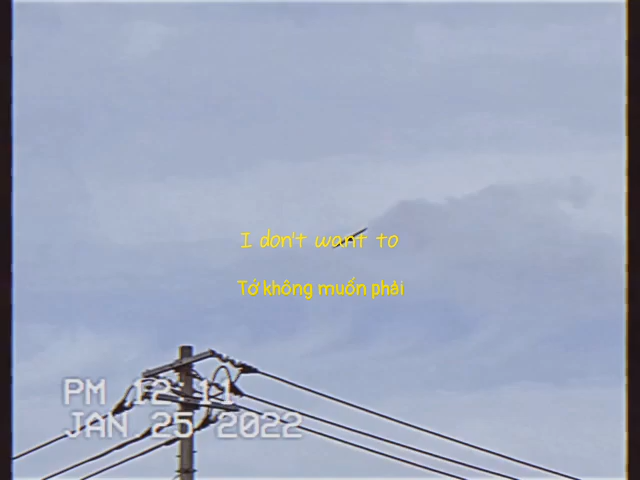 I don't want to
Tớ không muốn phải
PM 12:11
JAN 25 2022